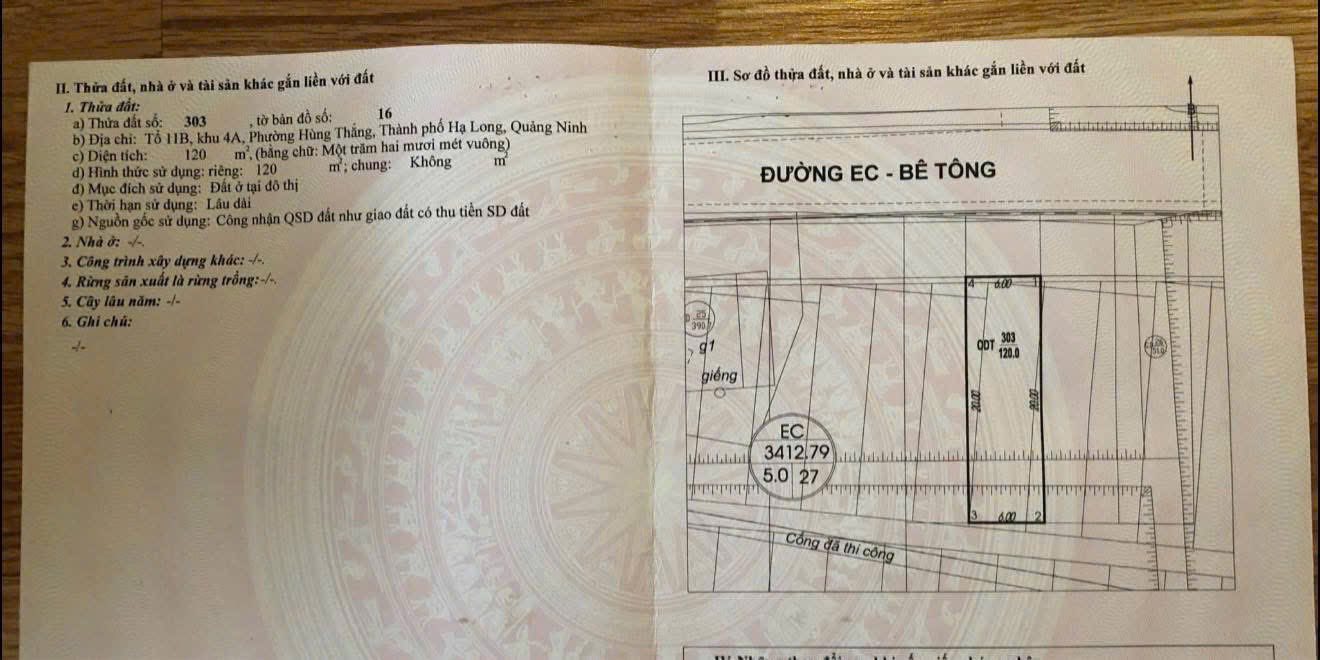 II. Thửa đất, nhà ở và tài sản khác gắn liền với đất
1. Thửa đất:
a) Thửa đất số: 303 , tờ bản đồ số: 16
b) Địa chỉ: Tổ 11B, khu 4A, Phường Hùng Thắng, Thành phố Hạ Long, Quảng Ninh
c) Diện tích: 120 m², (bằng chữ: Một trăm hai mươi mét vuông)
d) Hình thức sử dụng: riêng: 120 m²; chung: Không m²
đ) Mục đích sử dụng: Đất ở tại đô thị
e) Thời hạn sử dụng: Lâu dài
g) Nguồn gốc sử dụng: Công nhận QSD đất như giao đất có thu tiền SD đất
2. Nhà ở: -/-.
3. Công trình xây dựng khác: -/-.
4. Rừng sản xuất là rừng trồng:-/-.
5. Cây lâu năm: -/-
6. Ghi chú:
-/-
III. Sơ đồ thửa đất, nhà ở và tài sản khác gắn liền với đất
ĐƯỜNG EC - BÊ TÔNG
4 6.00 1
25
390.
g1
giếng
ODT 303
120.0
20.00 20.00
EC
3412.79
5.0 27
3 6.00 2
Cống đã thi công